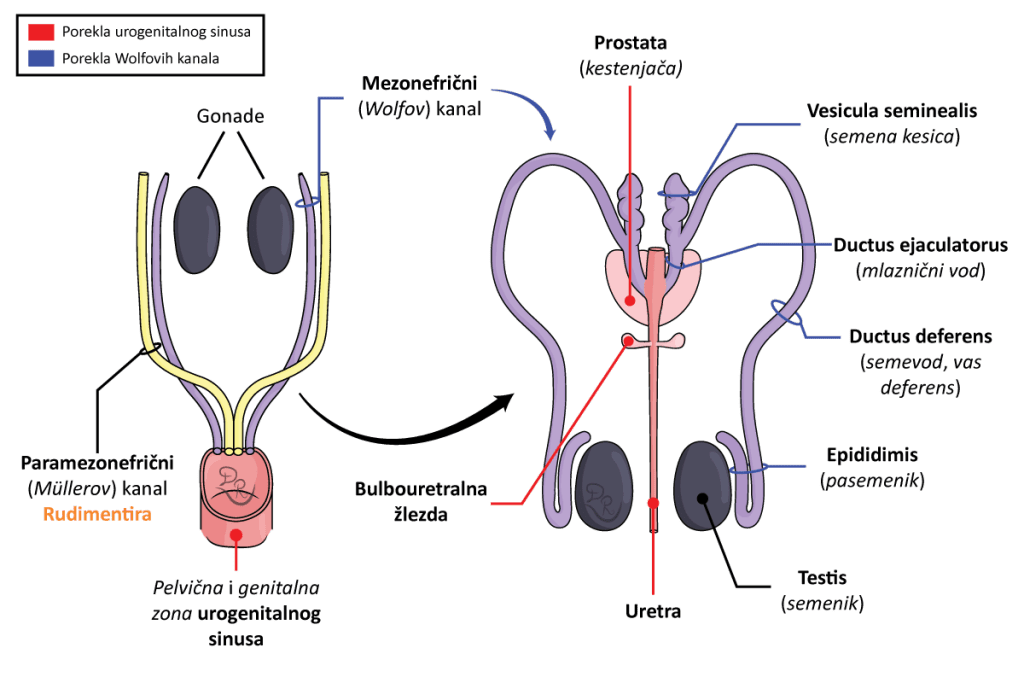 Porekla urogenitalnog sinusa
Porekla Wolfovih kanala
Gonade
Mezonefrični
(Wolfov) kanal
Paramezonefrični
(Müllerov) kanal
Rudimentira
Pelvična i genitalna
zona urogenitalnog
sinusa
Prostata
(kestenjača)
Vesicula seminealis
(semena kesica)
Ductus ejaculatorus
(mlaznični vod)
Ductus deferens
(semevod, vas
deferens)
Epididimis
(pasemenik)
Bulbouretralna
žlezda
Testis
(semenik)
Uretra